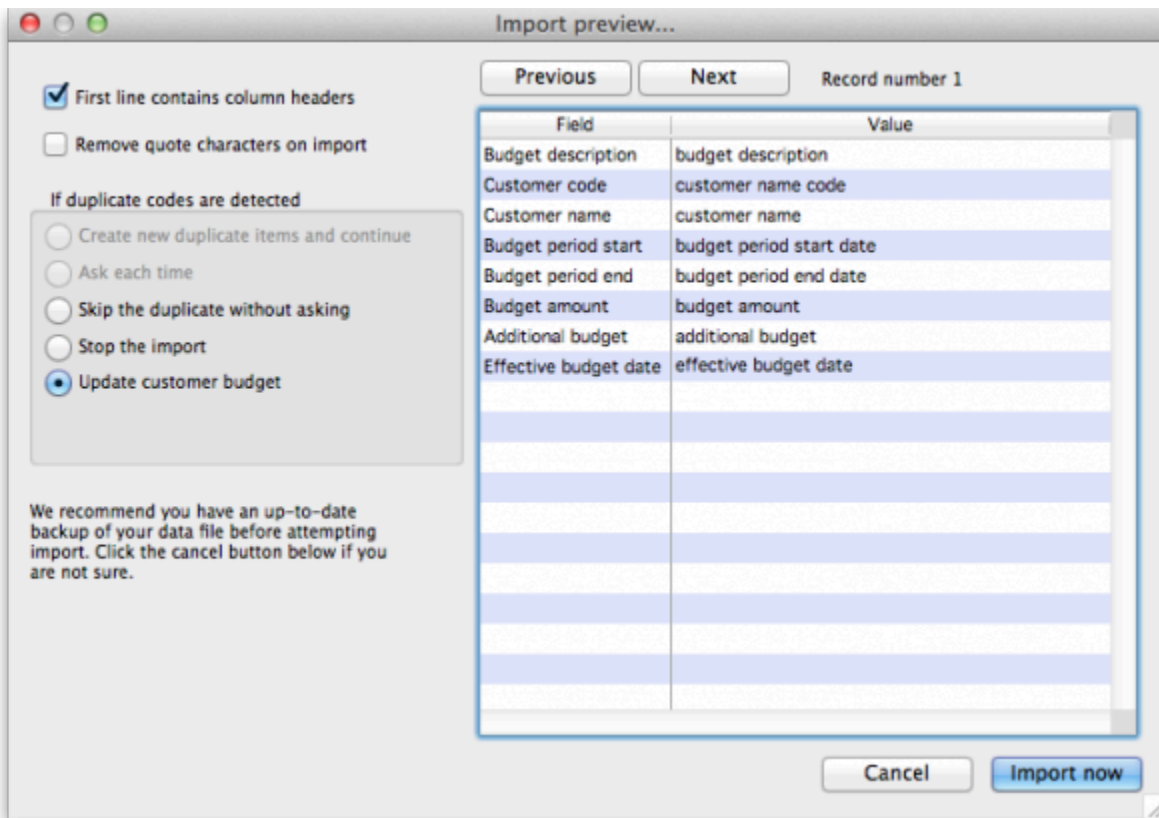 Import preview...
First line contains column headers
Remove quote characters on import
If duplicate codes are detected
Create new duplicate items and continue
Ask each time
Skip the duplicate without asking
Stop the import
Update customer budget
We recommend you have an up-to-date
backup of your data file before attempting
import. Click the cancel button below if you
are not sure.
Previous Next Record number 1
Field Value
Budget description budget description
Customer code customer name code
Customer name customer name
Budget period start budget period start date
Budget period end budget period end date
Budget amount budget amount
Additional budget additional budget
Effective budget date effective budget date
Cancel Import now